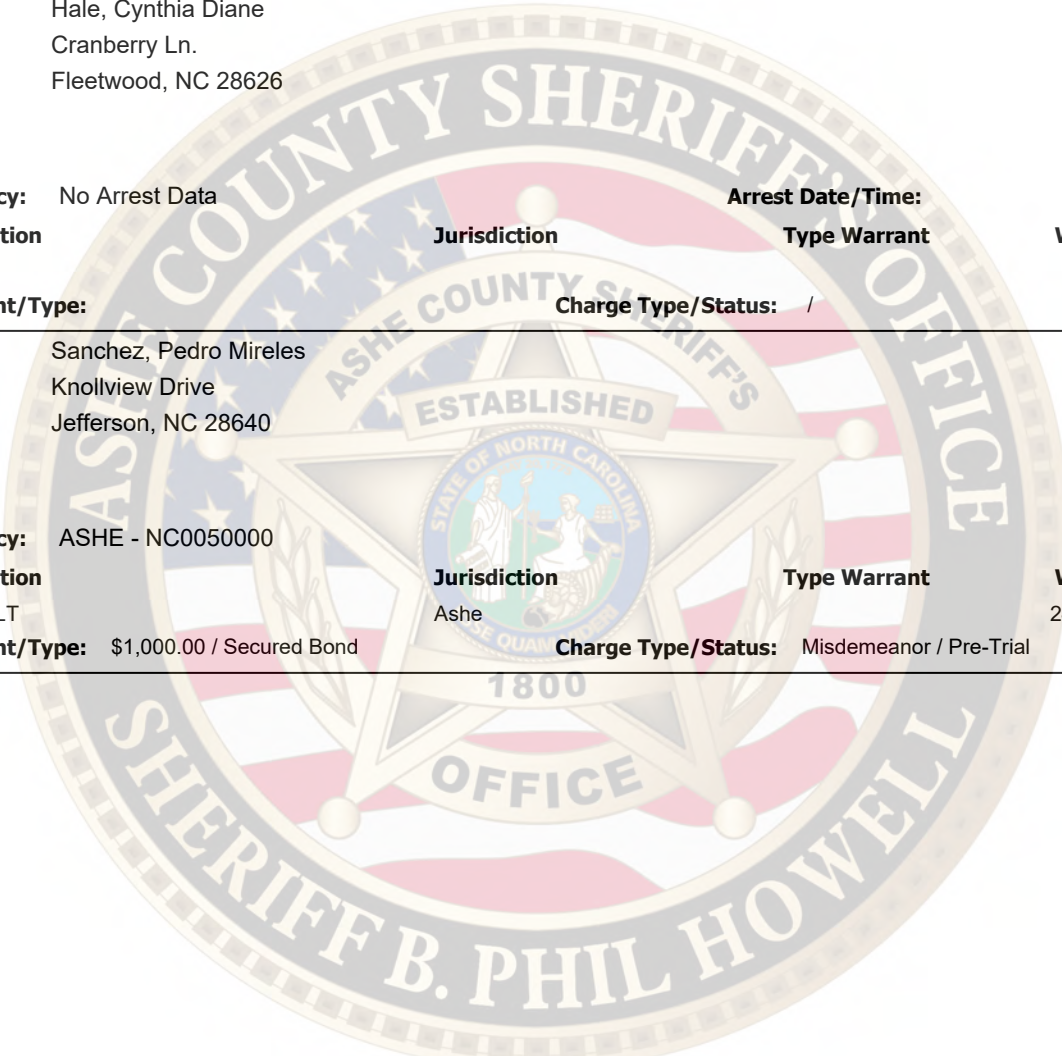 Hale, Cynthia Diane
Cranberry Ln.
Fleetwood, NC 28626
cy: No Arrest Data Arrest Date/Time:
tion Jurisdiction Type Warrant W
nt/Type: Charge Type/Status: /
Sanchez, Pedro Mireles
Knollview Drive
Jefferson, NC 28640
cy: ASHE - NC0050000
tion Jurisdiction Type Warrant W
LT Ashe 2
nt/Type: $1,000.00 / Secured Bond Charge Type/Status: Misdemeanor / Pre-Trial
ASHE COUNTY SHERIFF'S OFFICE
ASHE COUNTY SHERIFF'S
ESTABLISHED
STATE OF NORTH CAROLINA
1800
OFFICE
SHERIFF B. PHIL HOWELL